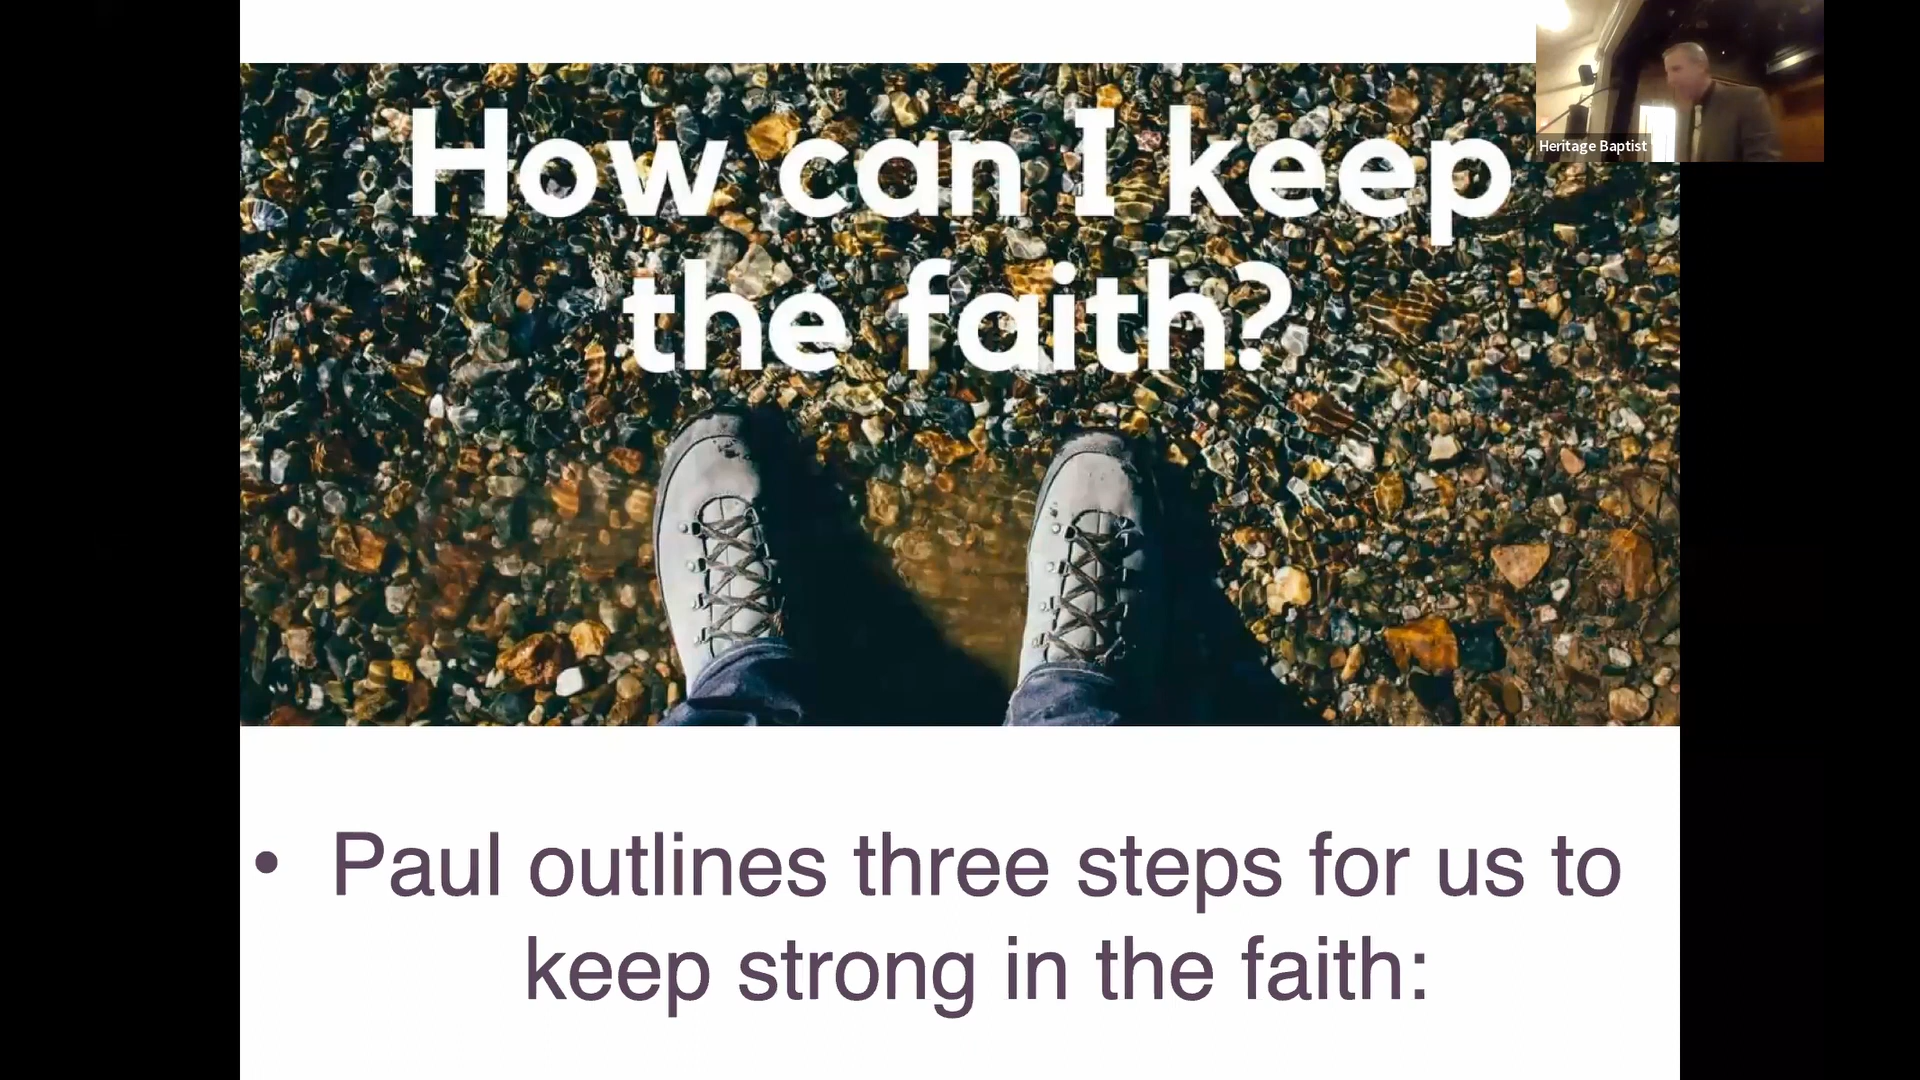 How can I keep
the faith?
Heritage Baptist
• Paul outlines three steps for us to
keep strong in the faith: